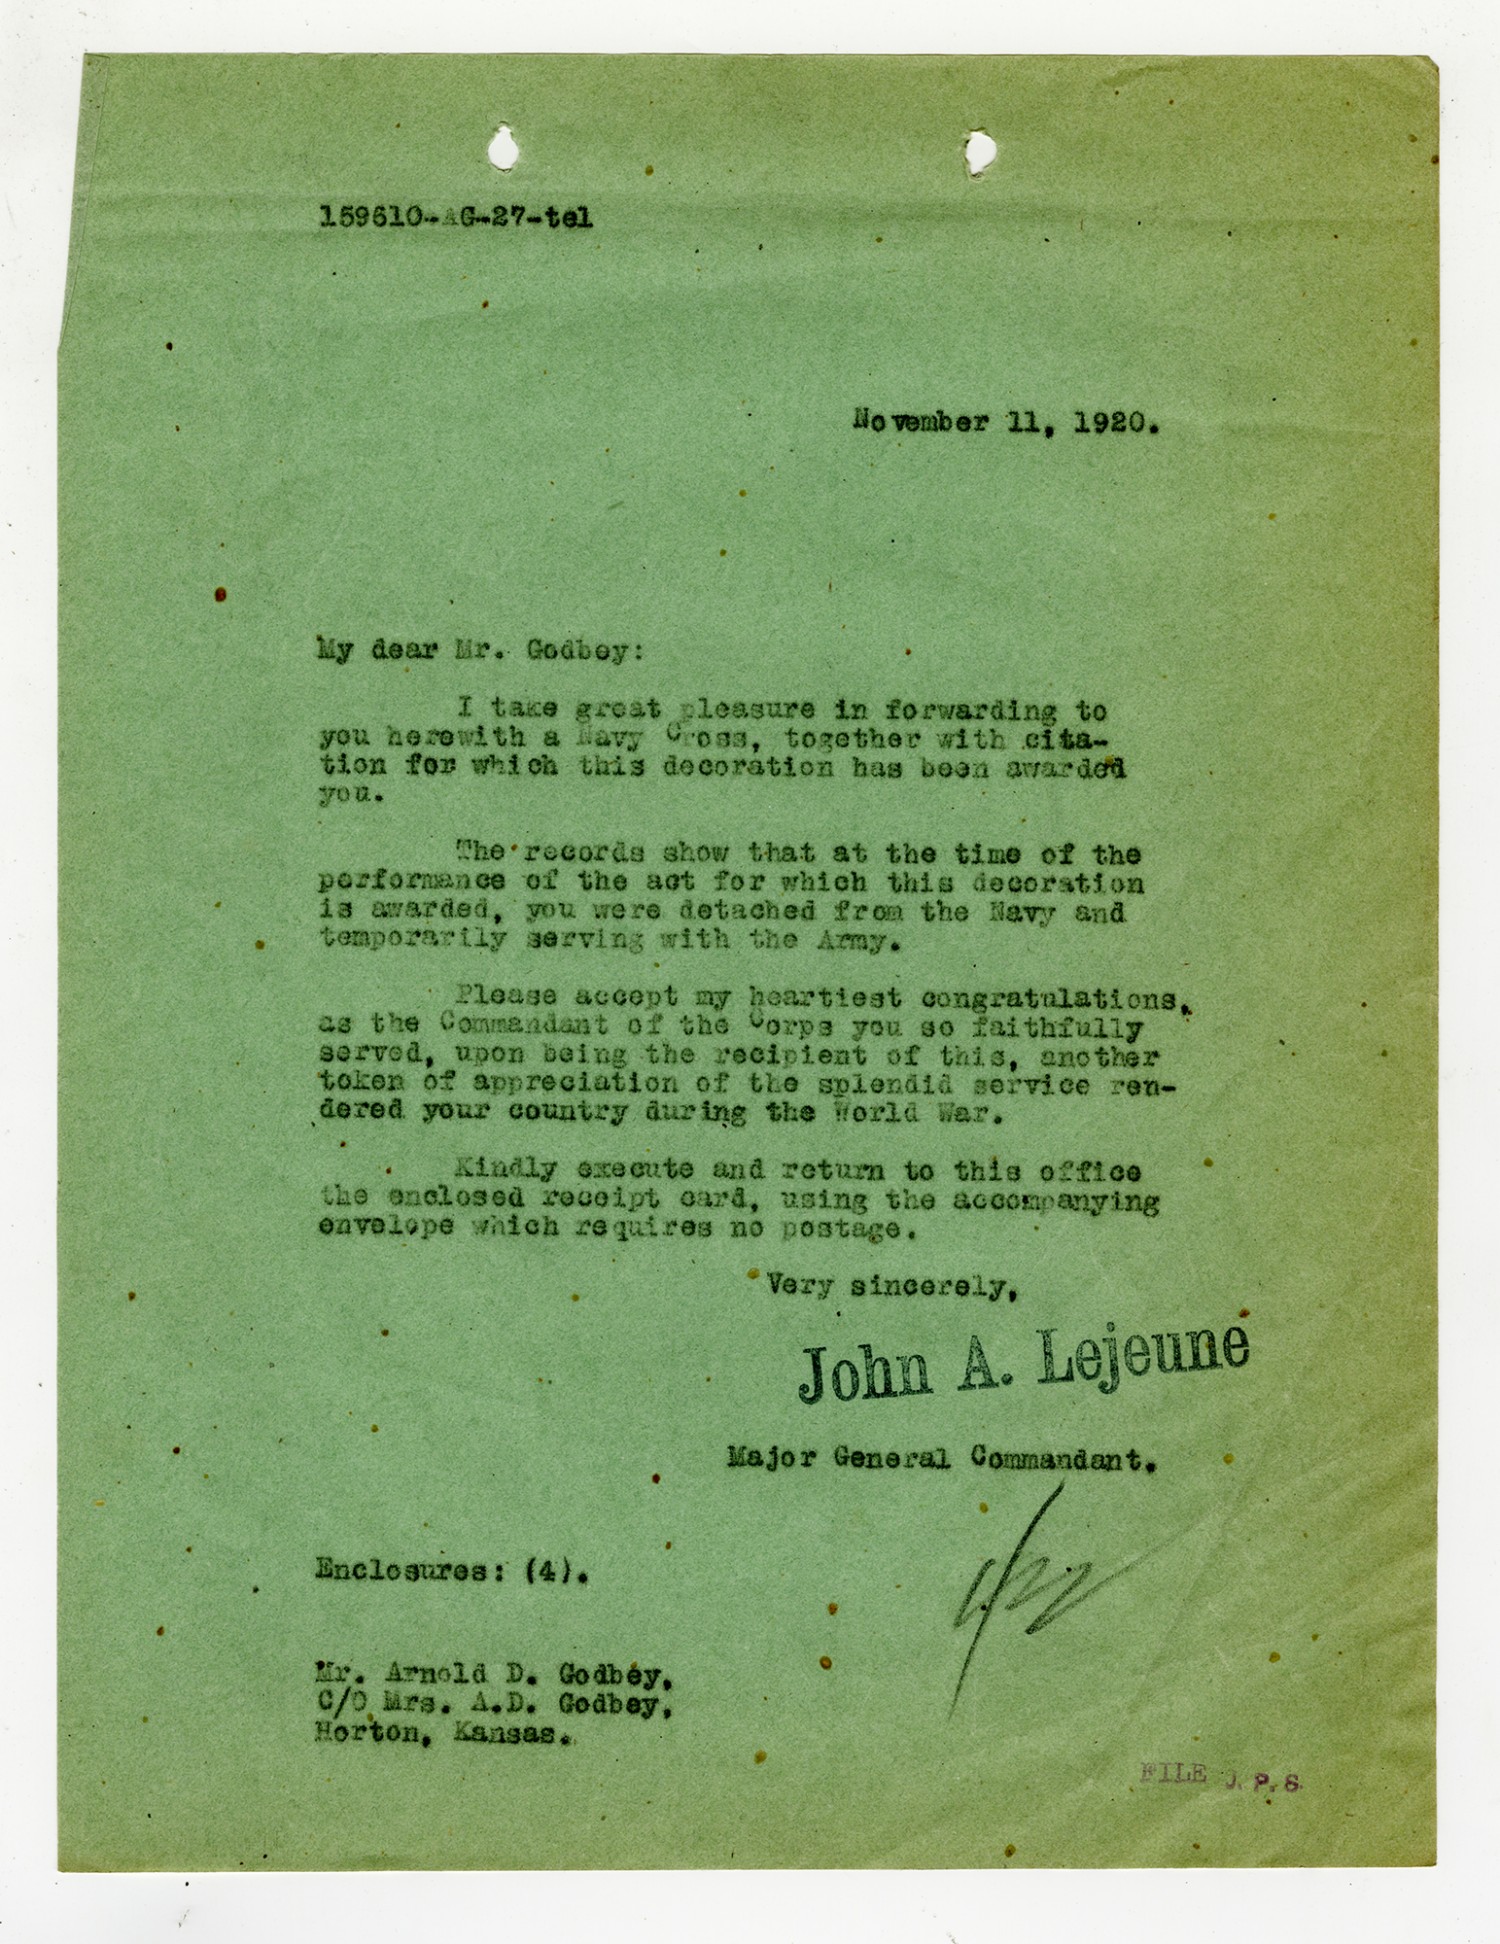 159610-AG-27-tel
November 11, 1920.
My dear Mr. Godbey:
I take great pleasure in forwarding to
you herewith a Navy Cross, together with cita-
tion for which this decoration has been awarded
you.
The records show that at the time of the
performance of the act for which this decoration
is awarded, you were detached from the Navy and
temporarily serving with the Army.
Please accept my heartiest congratulations,
as the Commandant of the Corps you so faithfully
served, upon being the recipient of this, another
token of appreciation of the splendid service ren-
dered your country during the World War.
Kindly execute and return to this office
the enclosed receipt card, using the accompanying
envelope which requires no postage.
Very sincerely,
John A. Lejeune
Major General Commandant.
Enclosures: (4).
Mr. Arnold D. Godbey,
C/O Mrs. A.D. Godbey,
Horton, Kansas.
FILE J. P. S.